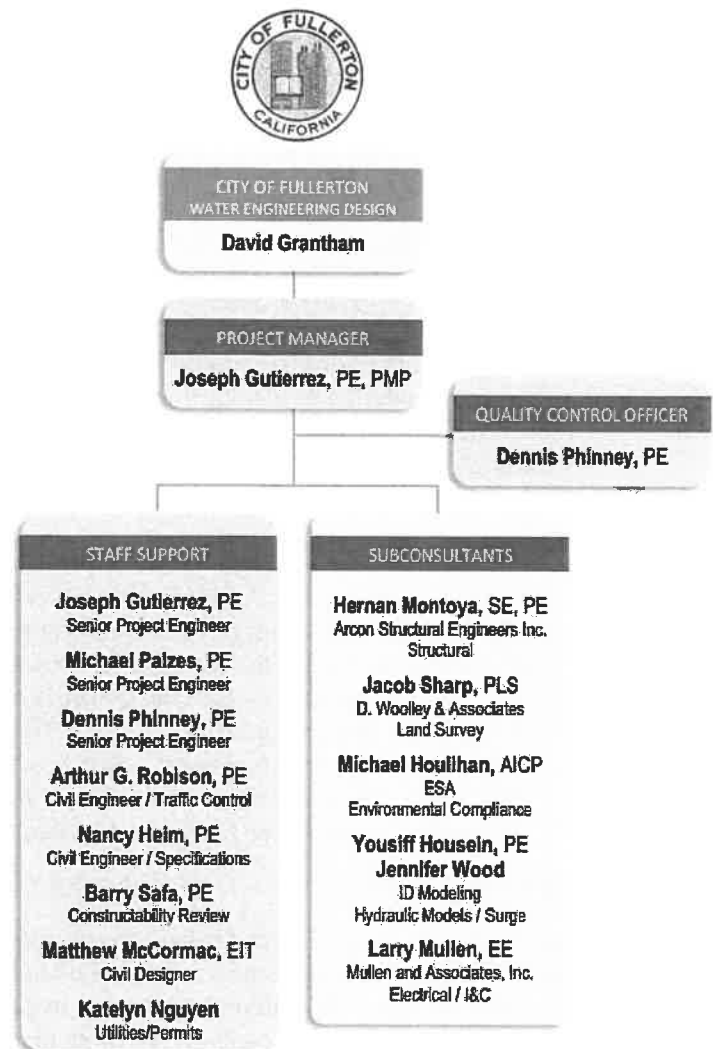 CITY OF FULLERTON
CALIFORNIA
CITY OF FULLERTON
WATER ENGINEERING DESIGN
David Grantham
PROJECT MANAGER
Joseph Gutierrez, PE, PMP
QUALITY CONTROL OFFICER
Dennis Phinney, PE
STAFF SUPPORT
Joseph Gutierrez, PE
Senior Project Engineer
Michael Palzes, PE
Senior Project Engineer
Dennis Phinney, PE
Senior Project Engineer
Arthur G. Robison, PE
Civil Engineer / Traffic Control
Nancy Heim, PE
Civil Engineer / Specifications
Barry Safa, PE
Constructability Review
Matthew McCormac, EIT
Civil Designer
Katelyn Nguyen
Utilities/Permits
SUBCONSULTANTS
Hernan Montoya, SE, PE
Arcon Structural Engineers Inc.
Structural
Jacob Sharp, PLS
D. Woolley & Associates
Land Survey
Michael Houlihan, AICP
ESA
Environmental Compliance
Yousiff Housein, PE
Jennifer Wood
ID Modeling
Hydraulic Models / Surge
Larry Mullen, EE
Mullen and Associates, Inc.
Electrical / I&C